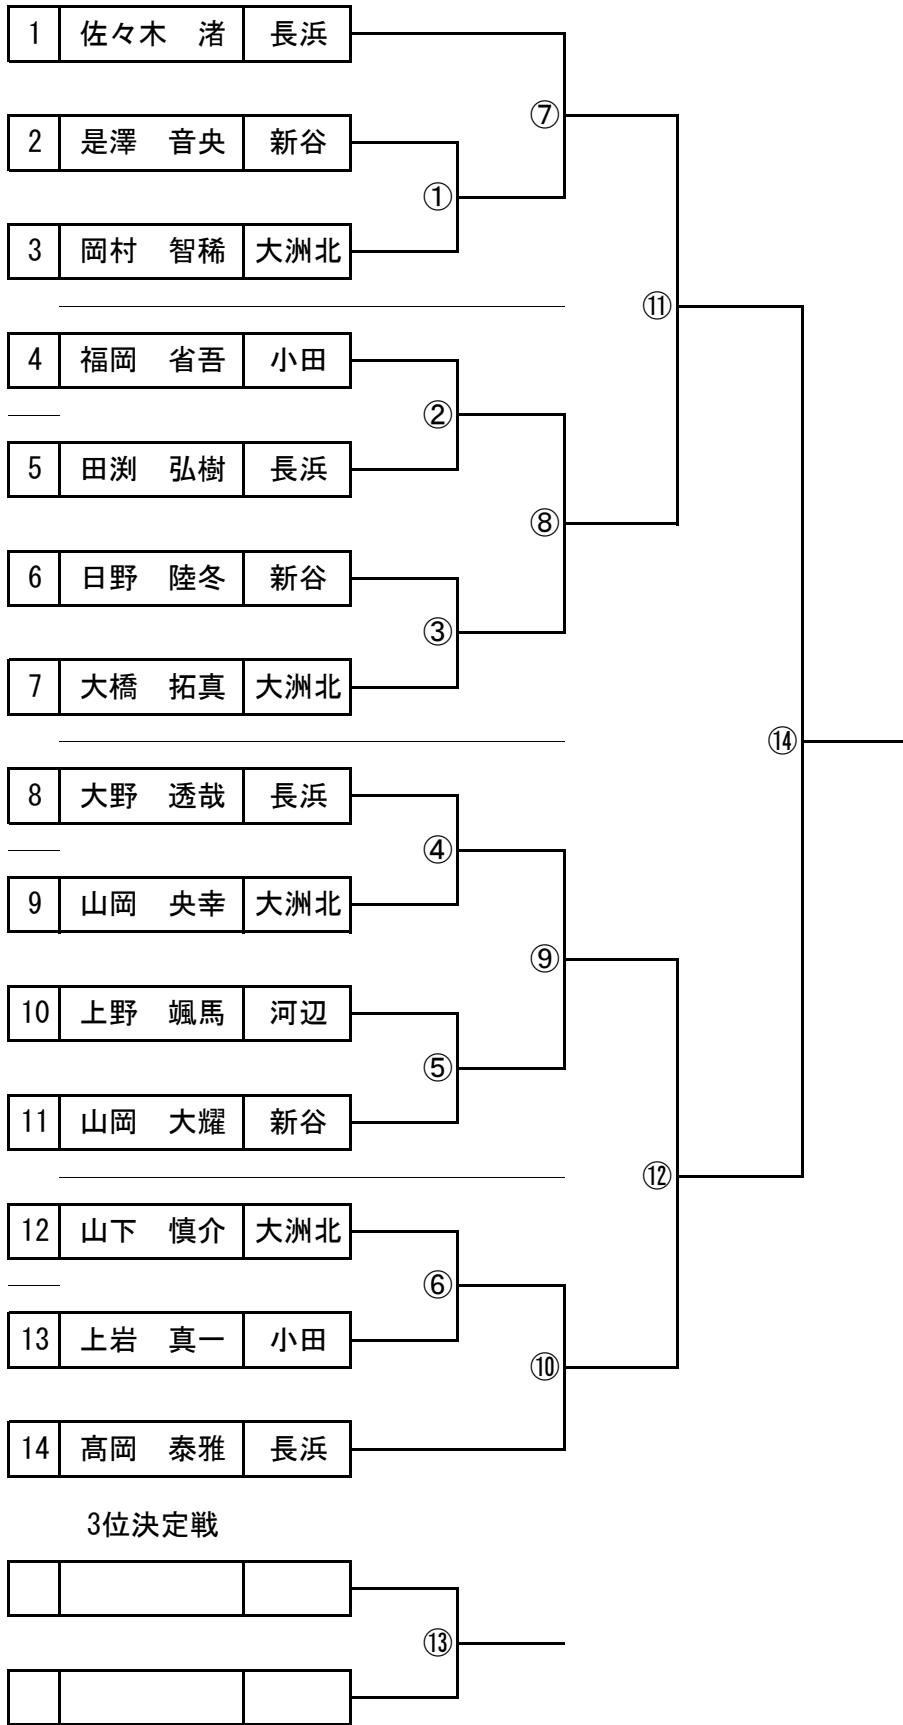 1 佐々木 渚 長浜
⑦
2 是澤 音央 新谷
①
3 岡村 智稀 大洲北
⑪
4 福岡 省吾 小田
②
5 田渕 弘樹 長浜
⑧
6 日野 陸冬 新谷
③
7 大橋 拓真 大洲北
⑭
8 大野 透哉 長浜
④
9 山岡 央幸 大洲北
⑨
10 上野 颯馬 河辺
⑤
11 山岡 大耀 新谷
⑫
12 山下 慎介 大洲北
⑥
13 上岩 真一 小田
⑩
14 髙岡 泰雅 長浜
3位決定戦
⑬